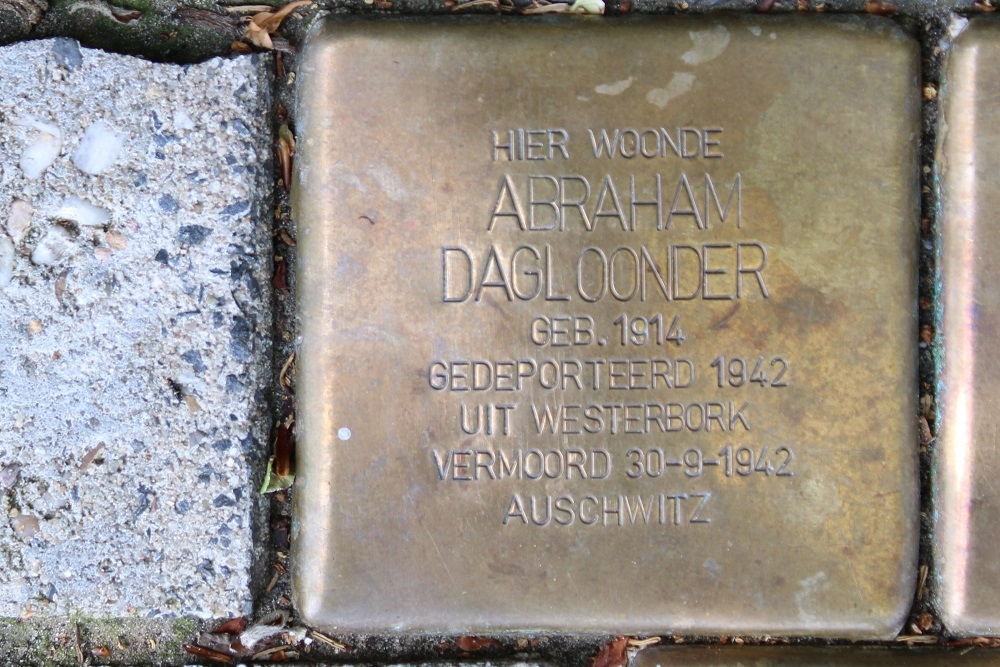 HIER WOONDE
ABRAHAM
DAGLOONDER
GEB. 1914
GEDEPORTEERD 1942
UIT WESTERBORK
VERMOORD 30-9-1942
AUSCHWITZ